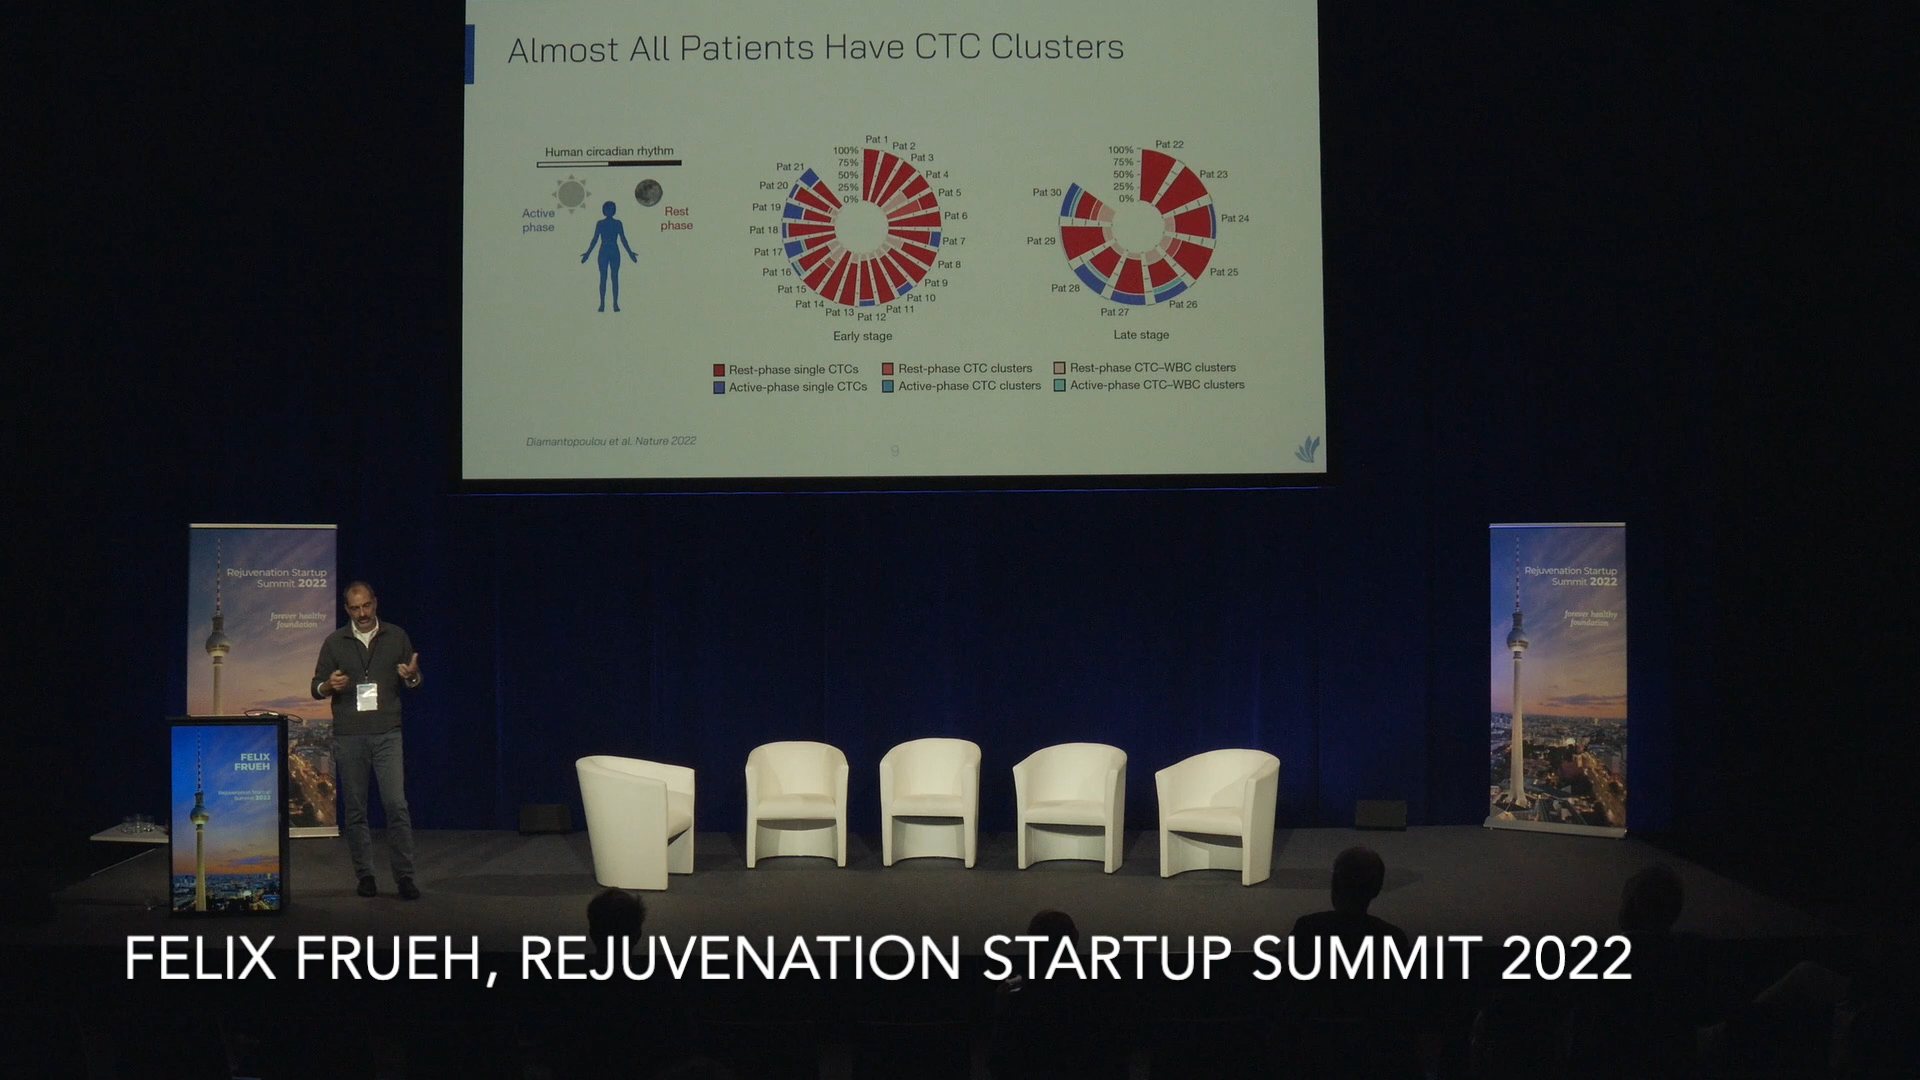 Almost All Patients Have CTC Clusters
Human circadian rhythm
Active
phase
Rest
phase
100%
75%
50%
25%
0%
Pat 1
Pat 2
Pat 3
Pat 4
Pat 5
Pat 6
Pat 7
Pat 8
Pat 9
Pat 10
Pat 11
Pat 12
Pat 13
Pat 14
Pat 15
Pat 16
Pat 17
Pat 18
Pat 19
Pat 20
Pat 21
Early stage
100%
75%
50%
25%
0%
Pat 22
Pat 23
Pat 24
Pat 25
Pat 26
Pat 27
Pat 28
Pat 29
Pat 30
Late stage
Rest-phase single CTCs
Rest-phase CTC clusters
Rest-phase CTC–WBC clusters
Active-phase single CTCs
Active-phase CTC clusters
Active-phase CTC–WBC clusters
Diamantopoulou et al. Nature 2022
9
Rejuvenation Startup
Summit 2022
forever healthy
foundation
Rejuvenation Startup
Summit 2022
forever healthy
foundation
FELIX
FRUEH
Rejuvenation Startup
Summit 2022
FELIX FRUEH, REJUVENATION STARTUP SUMMIT 2022